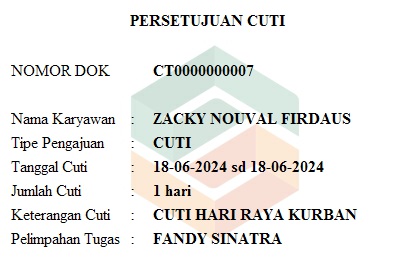 PERSETUJUAN CUTI
NOMOR DOK CT0000000007
Nama Karyawan : ZACKY NOUVAL FIRDAUS
Tipe Pengajuan : CUTI
Tanggal Cuti : 18-06-2024 sd 18-06-2024
Jumlah Cuti : 1 hari
Keterangan Cuti : CUTI HARI RAYA KURBAN
Pelimpahan Tugas : FANDY SINATRA